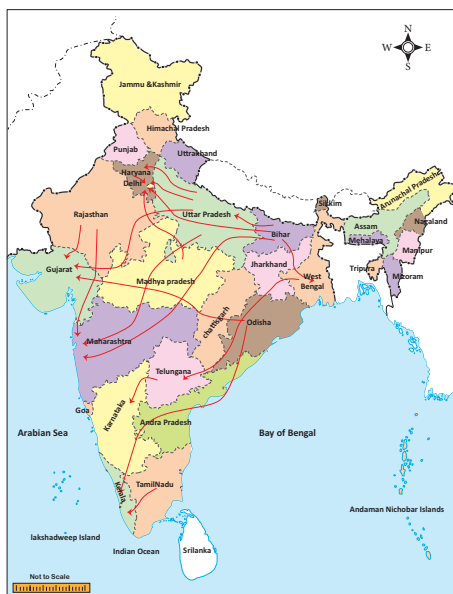 N
W E
S
Jammu &Kashmir
Himachal Pradesh
Punjab
Uttrakhand
Haryana
Delhi
Arunachal Pradesh
Sikkim
Rajasthan
Uttar Pradesh
Assam
Nagaland
Bihar
Mehalaya
Manipur
Gujarat
Jharkhand
Tripura
Mizoram
Madhya pradesh
West
Bengal
chattisgarh
Odisha
Maharashtra
Telungana
Goa
Karnataka
Andra Pradesh
Arabian Sea
Bay of Bengal
Kerala
TamilNadu
Andaman Nichobar Islands
lakshadweep Island
Indian Ocean
Srilanka
Not to Scale